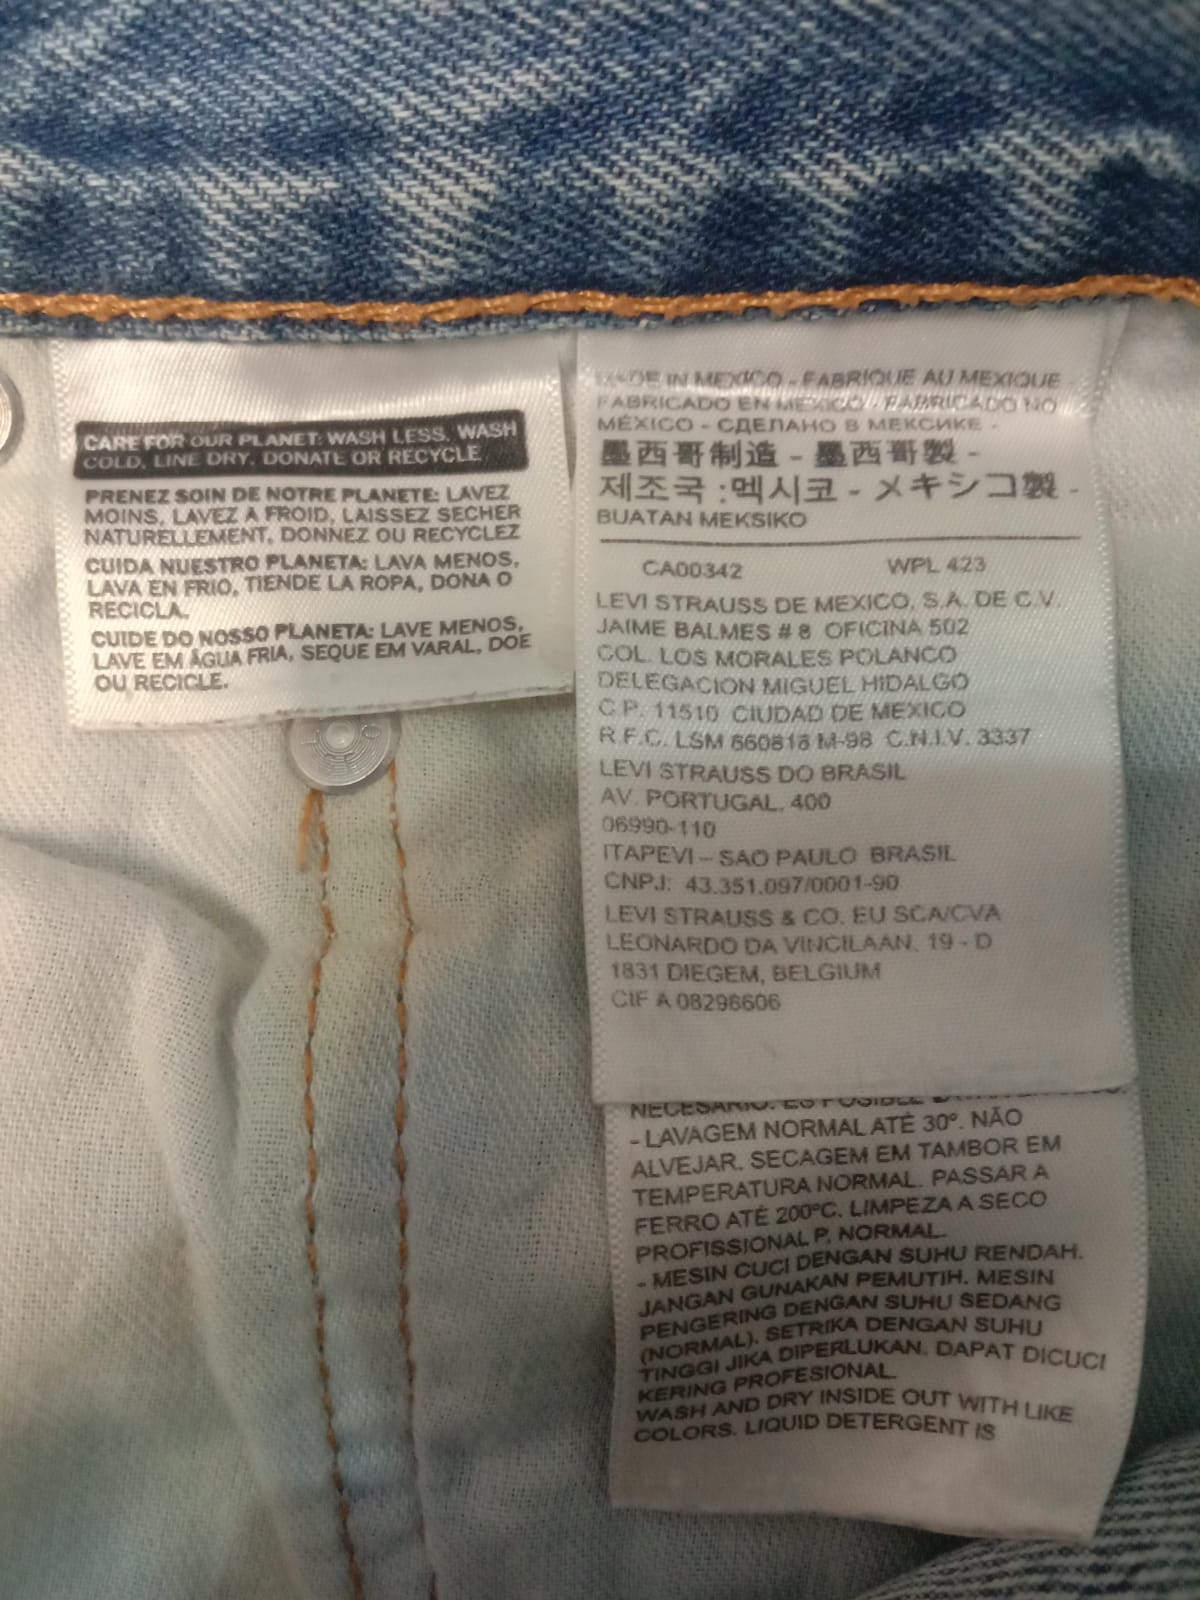 CARE FOR OUR PLANET: WASH LESS, WASH
COLD, LINE DRY, DONATE OR RECYCLE
PRENEZ SOIN DE NOTRE PLANETE: LAVEZ
MOINS, LAVEZ A FROID, LAISSEZ SECHER
NATURELLEMENT, DONNEZ OU RECYCLEZ
CUIDA NUESTRO PLANETA: LAVA MENOS,
LAVA EN FRIO, TIENDE LA ROPA, DONA O
RECICLA.
CUIDE DO NOSSO PLANETA: LAVE MENOS,
LAVE EM ÁGUA FRIA, SEQUE EM VARAL, DOE
OU RECICLE.
MADE IN MEXICO - FABRIQUE AU MEXIQUE
FABRICADO EN MEXICO - FABRICADO NO
MÉXICO - СДЕЛАНО В МЕКСИКЕ -
墨西哥制造 - 墨西哥製 -
제조국 :멕시코 - メキシコ製 -
BUATAN MEKSIKO
CA00342 WPL 423
LEVI STRAUSS DE MEXICO, S.A. DE C.V.
JAIME BALMES # 8 OFICINA 502
COL. LOS MORALES POLANCO
DELEGACION MIGUEL HIDALGO
C.P. 11510 CIUDAD DE MEXICO
R.F.C. LSM 660818 M-98 C.N.I.V. 3337
LEVI STRAUSS DO BRASIL
AV. PORTUGAL, 400
06990-110
ITAPEVI – SAO PAULO BRASIL
CNPJ: 43.351.097/0001-90
LEVI STRAUSS & CO. EU SCA/CVA
LEONARDO DA VINCILAAN, 19 - D
1831 DIEGEM, BELGIUM
CIF A 08296606
NECESARIO. ES POSIBLE
- LAVAGEM NORMAL ATÉ 30º. NÃO
ALVEJAR. SECAGEM EM TAMBOR EM
TEMPERATURA NORMAL. PASSAR A
FERRO ATÉ 200ºC. LIMPEZA A SECO
PROFISSIONAL P, NORMAL.
- MESIN CUCI DENGAN SUHU RENDAH.
JANGAN GUNAKAN PEMUTIH. MESIN
PENGERING DENGAN SUHU SEDANG
(NORMAL). SETRIKA DENGAN SUHU
TINGGI JIKA DIPERLUKAN. DAPAT DICUCI
KERING PROFESIONAL
WASH AND DRY INSIDE OUT WITH LIKE
COLORS. LIQUID DETERGENT IS